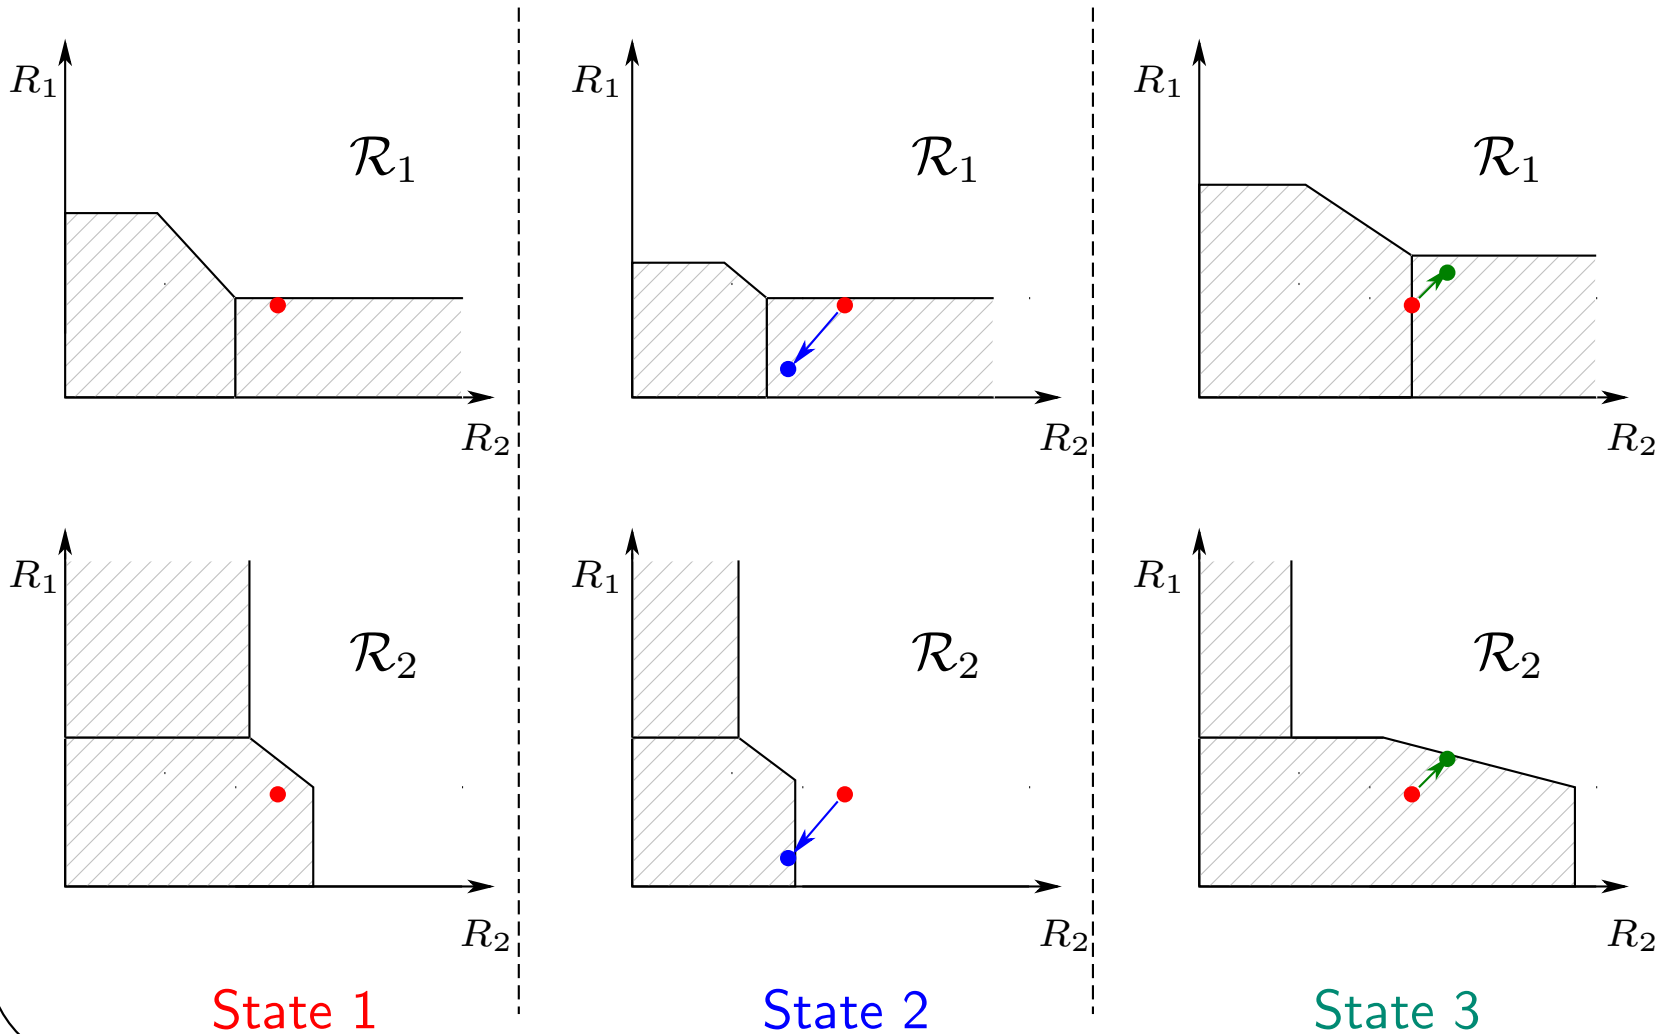 R₁ R₁ R₁
ℛ₁ ℛ₁ ℛ₁
R₂ R₂ R₂
R₁ R₁ R₁
ℛ₂ ℛ₂ ℛ₂
R₂ R₂ R₂
State 1 State 2 State 3